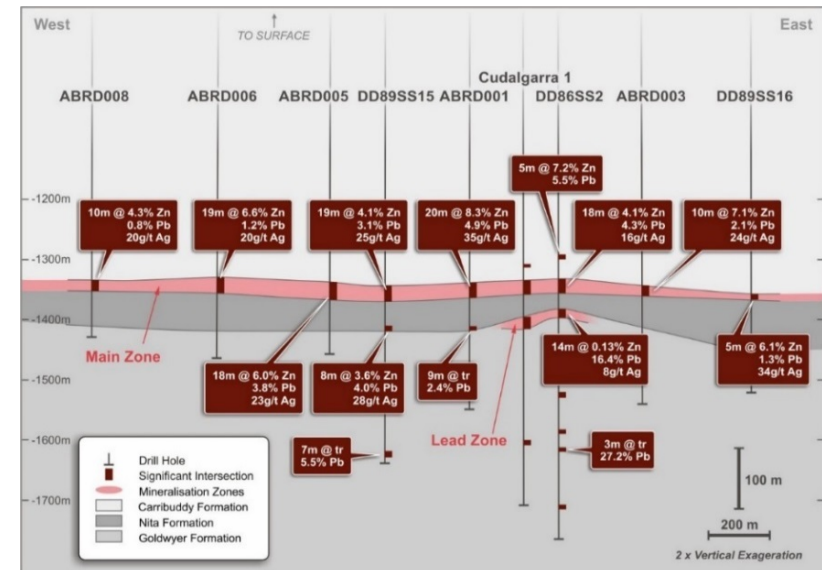 West
TO SURFACE
East
Cudalgarra 1
ABRD008
ABRD006
ABRD005
DD89SS15
ABRD001
DD86SS2
ABRD003
DD89SS16
5m @ 7.2% Zn
5.5% Pb
-1200m
10m @ 4.3% Zn
0.8% Pb
20g/t Ag
19m @ 6.6% Zn
1.2% Pb
20g/t Ag
19m @ 4.1% Zn
3.1% Pb
25g/t Ag
20m @ 8.3% Zn
4.9% Pb
35g/t Ag
18m @ 4.1% Zn
4.3% Pb
16g/t Ag
10m @ 7.1% Zn
2.1% Pb
24g/t Ag
-1300m
-1400m
Main Zone
18m @ 6.0% Zn
3.8% Pb
23g/t Ag
8m @ 3.6% Zn
4.0% Pb
28g/t Ag
9m @ tr
2.4% Pb
14m @ 0.13% Zn
16.4% Pb
8g/t Ag
5m @ 6.1% Zn
1.3% Pb
34g/t Ag
-1500m
Lead Zone
7m @ tr
5.5% Pb
3m @ tr
27.2% Pb
-1600m
-1700m
Drill Hole
Significant Intersection
Mineralisation Zones
Carribuddy Formation
Nita Formation
Goldwyer Formation
100 m
200 m
2 x Vertical Exageration